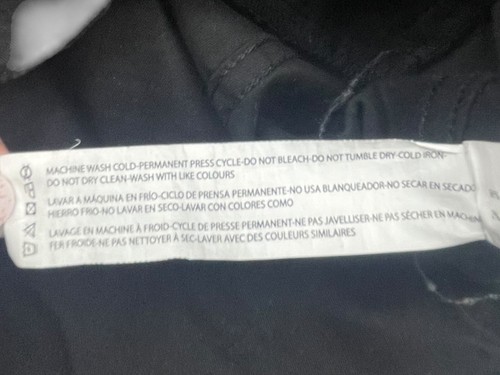 MACHINE WASH COLD-PERMANENT PRESS CYCLE-DO NOT BLEACH-DO NOT TUMBLE DRY-COLD IRON-
DO NOT DRY CLEAN-WASH WITH LIKE COLOURS
LAVAR A MÁQUINA EN FRÍO-CICLO DE PRENSA PERMANENTE-NO USA BLANQUEADOR-NO SECAR EN SECADO
HIERRO FRIO-NO LAVAR EN SECO-LAVAR CON COLORES COMO
LAVAGE EN MACHINE À FROID-CYCLE DE PRESSE PERMANENT-NE PAS JAVELLISER-NE PAS SÈCHER EN MACHINE
FER FROIDE-NE PAS NETTOYER À SEC-LAVER AVEC DES COULEURS SIMILAIRES